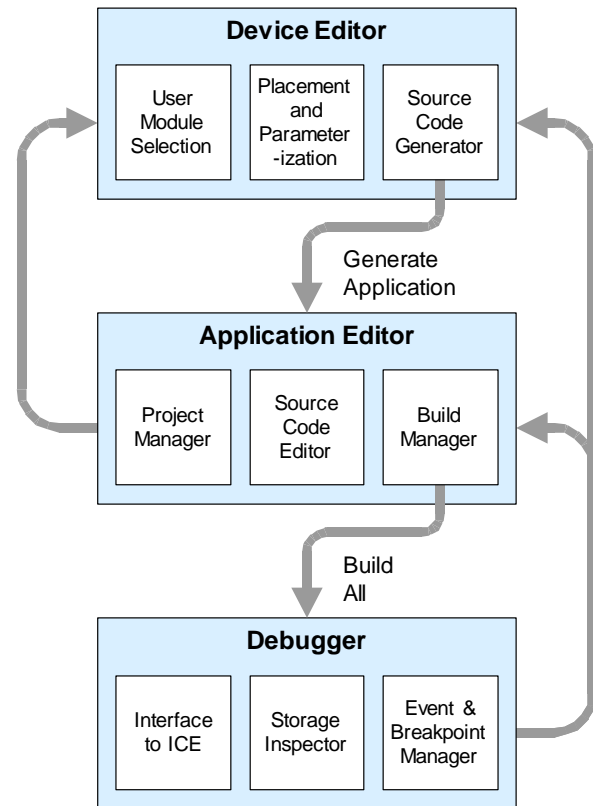 Device Editor
User
Module
Selection
Placement
and
Parameter
-ization
Source
Code
Generator
Generate
Application
Application Editor
Project
Manager
Source
Code
Editor
Build
Manager
Build
All
Debugger
Interface
to ICE
Storage
Inspector
Event &
Breakpoint
Manager